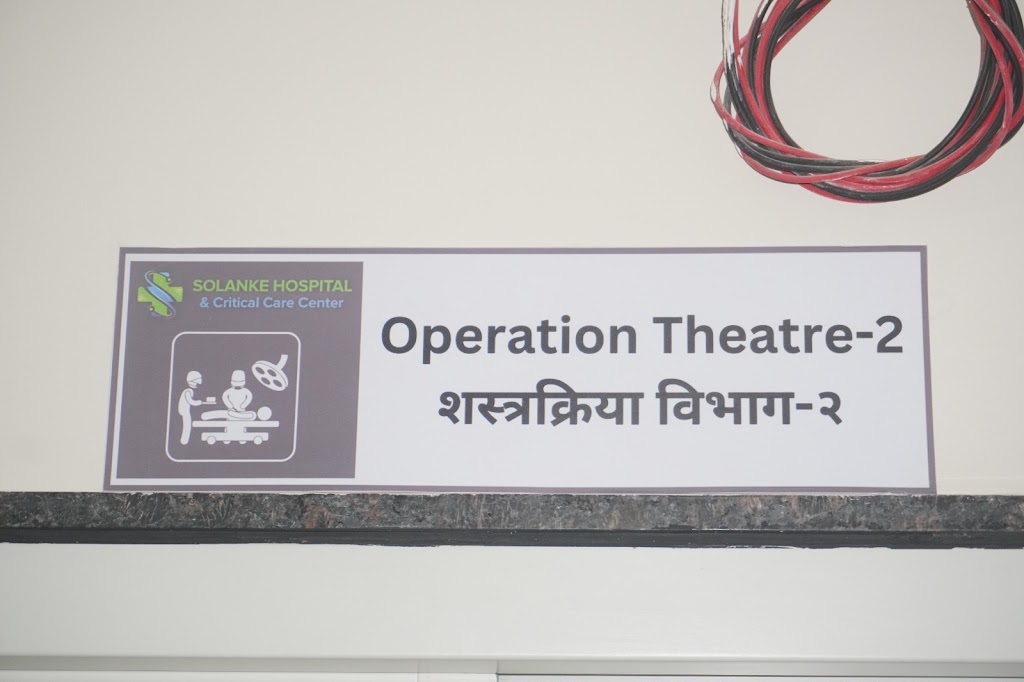 SOLANKE HOSPITAL
& Critical Care Center
Operation Theatre-2
शस्त्रक्रिया विभाग-२